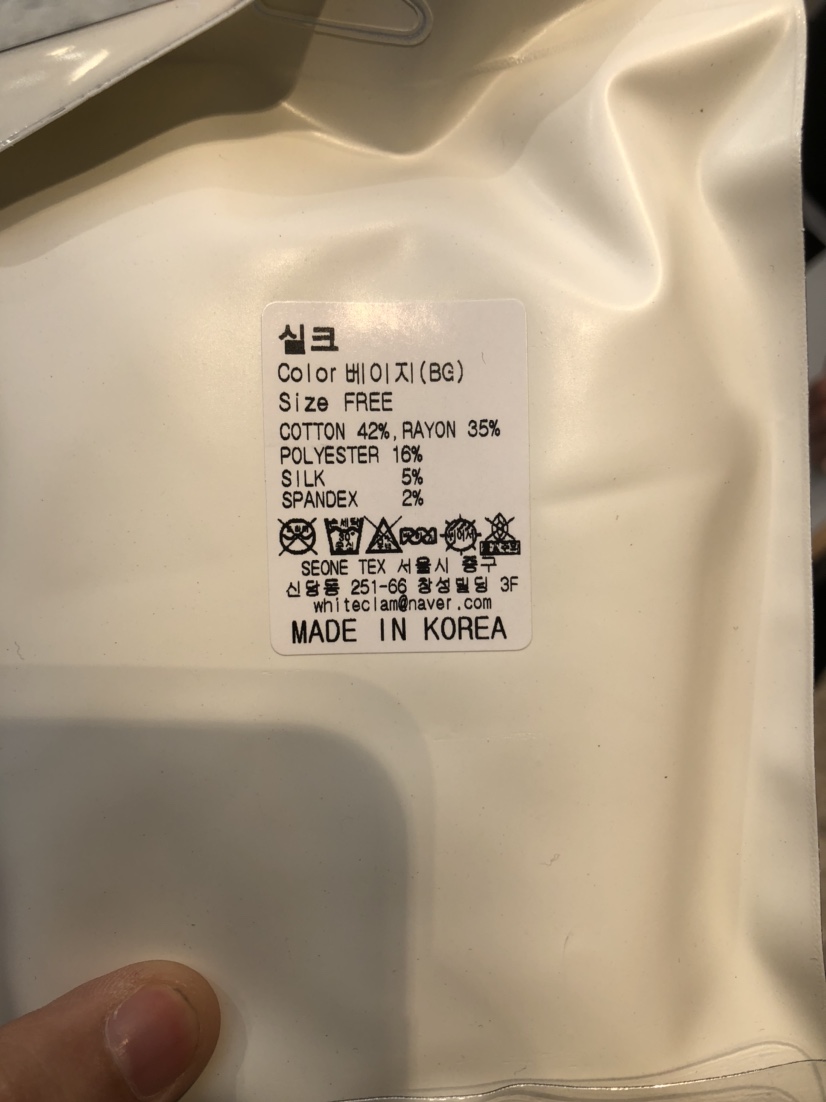 실크
Color 베이지(BG)
Size FREE
COTTON 42%,RAYON 35%
POLYESTER 16%
SILK 5%
SPANDEX 2%
SEONE TEX 서울시 중구
신당동 251-66 창성빌딩 3F
whiteclam@naver.com
MADE IN KOREA